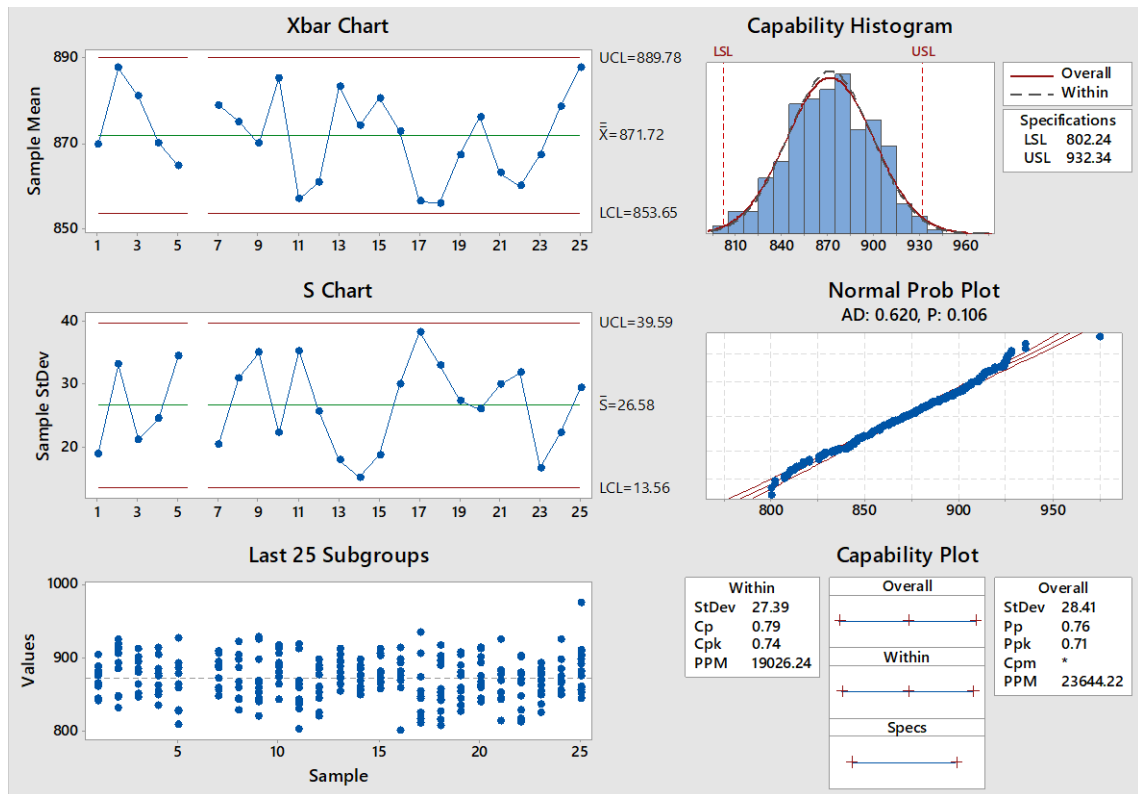 Xbar Chart
890
870
850
Sample Mean
UCL=889.78
X=871.72
LCL=853.65
1 3 5 7 9 11 13 15 17 19 21 23 25
S Chart
40
30
20
Sample StDev
UCL=39.59
S=26.58
LCL=13.56
1 3 5 7 9 11 13 15 17 19 21 23 25
Last 25 Subgroups
1000
900
800
Values
5 10 15 20 25
Sample
Capability Histogram
LSL USL
810 840 870 900 930 960
Overall
Within
Specifications
LSL 802.24
USL 932.34
Normal Prob Plot
AD: 0.620, P: 0.106
800 850 900 950
Capability Plot
Within
StDev 27.39
Cp 0.79
Cpk 0.74
PPM 19026.24
Overall
Within
Specs
Overall
StDev 28.41
Pp 0.76
Ppk 0.71
Cpm *
PPM 23644.22